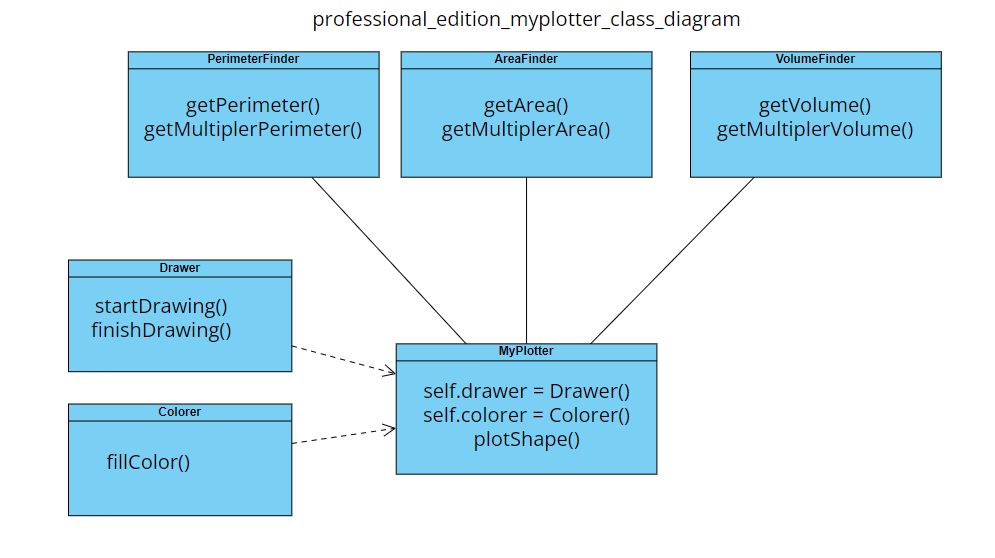 professional_edition_myplotter_class_diagram
PerimeterFinder
getPerimeter()
getMultiplerPerimeter()
AreaFinder
getArea()
getMultiplerArea()
VolumeFinder
getVolume()
getMultiplerVolume()
Drawer
startDrawing()
finishDrawing()
Colorer
fillColor()
MyPlotter
self.drawer = Drawer()
self.colorer = Colorer()
plotShape()